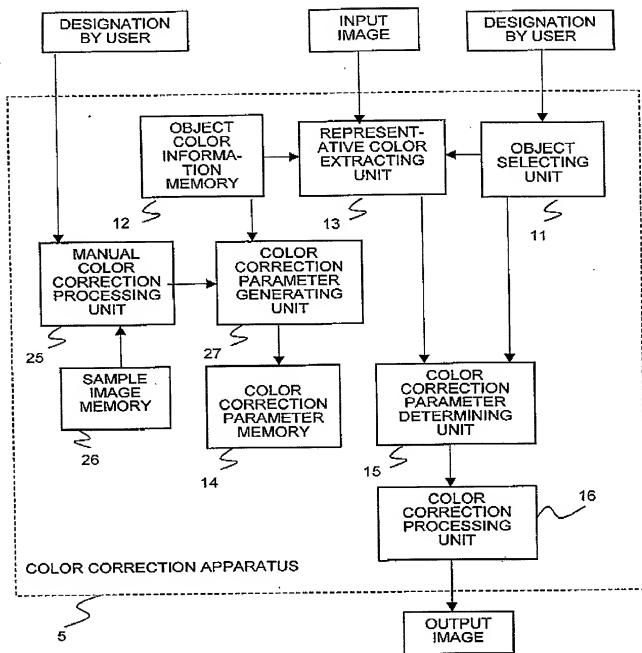 DESIGNATION
BY USER
INPUT
IMAGE
DESIGNATION
BY USER
OBJECT
COLOR
INFORMA-
TION
MEMORY
12
REPRESENT-
ATIVE COLOR
EXTRACTING
UNIT
13
OBJECT
SELECTING
UNIT
11
MANUAL
COLOR
CORRECTION
PROCESSING
UNIT
25
COLOR
CORRECTION
PARAMETER
GENERATING
UNIT
27
SAMPLE
IMAGE
MEMORY
26
COLOR
CORRECTION
PARAMETER
MEMORY
14
COLOR
CORRECTION
PARAMETER
DETERMINING
UNIT
15
COLOR
CORRECTION
PROCESSING
UNIT
16
COLOR CORRECTION APPARATUS
5
OUTPUT
IMAGE